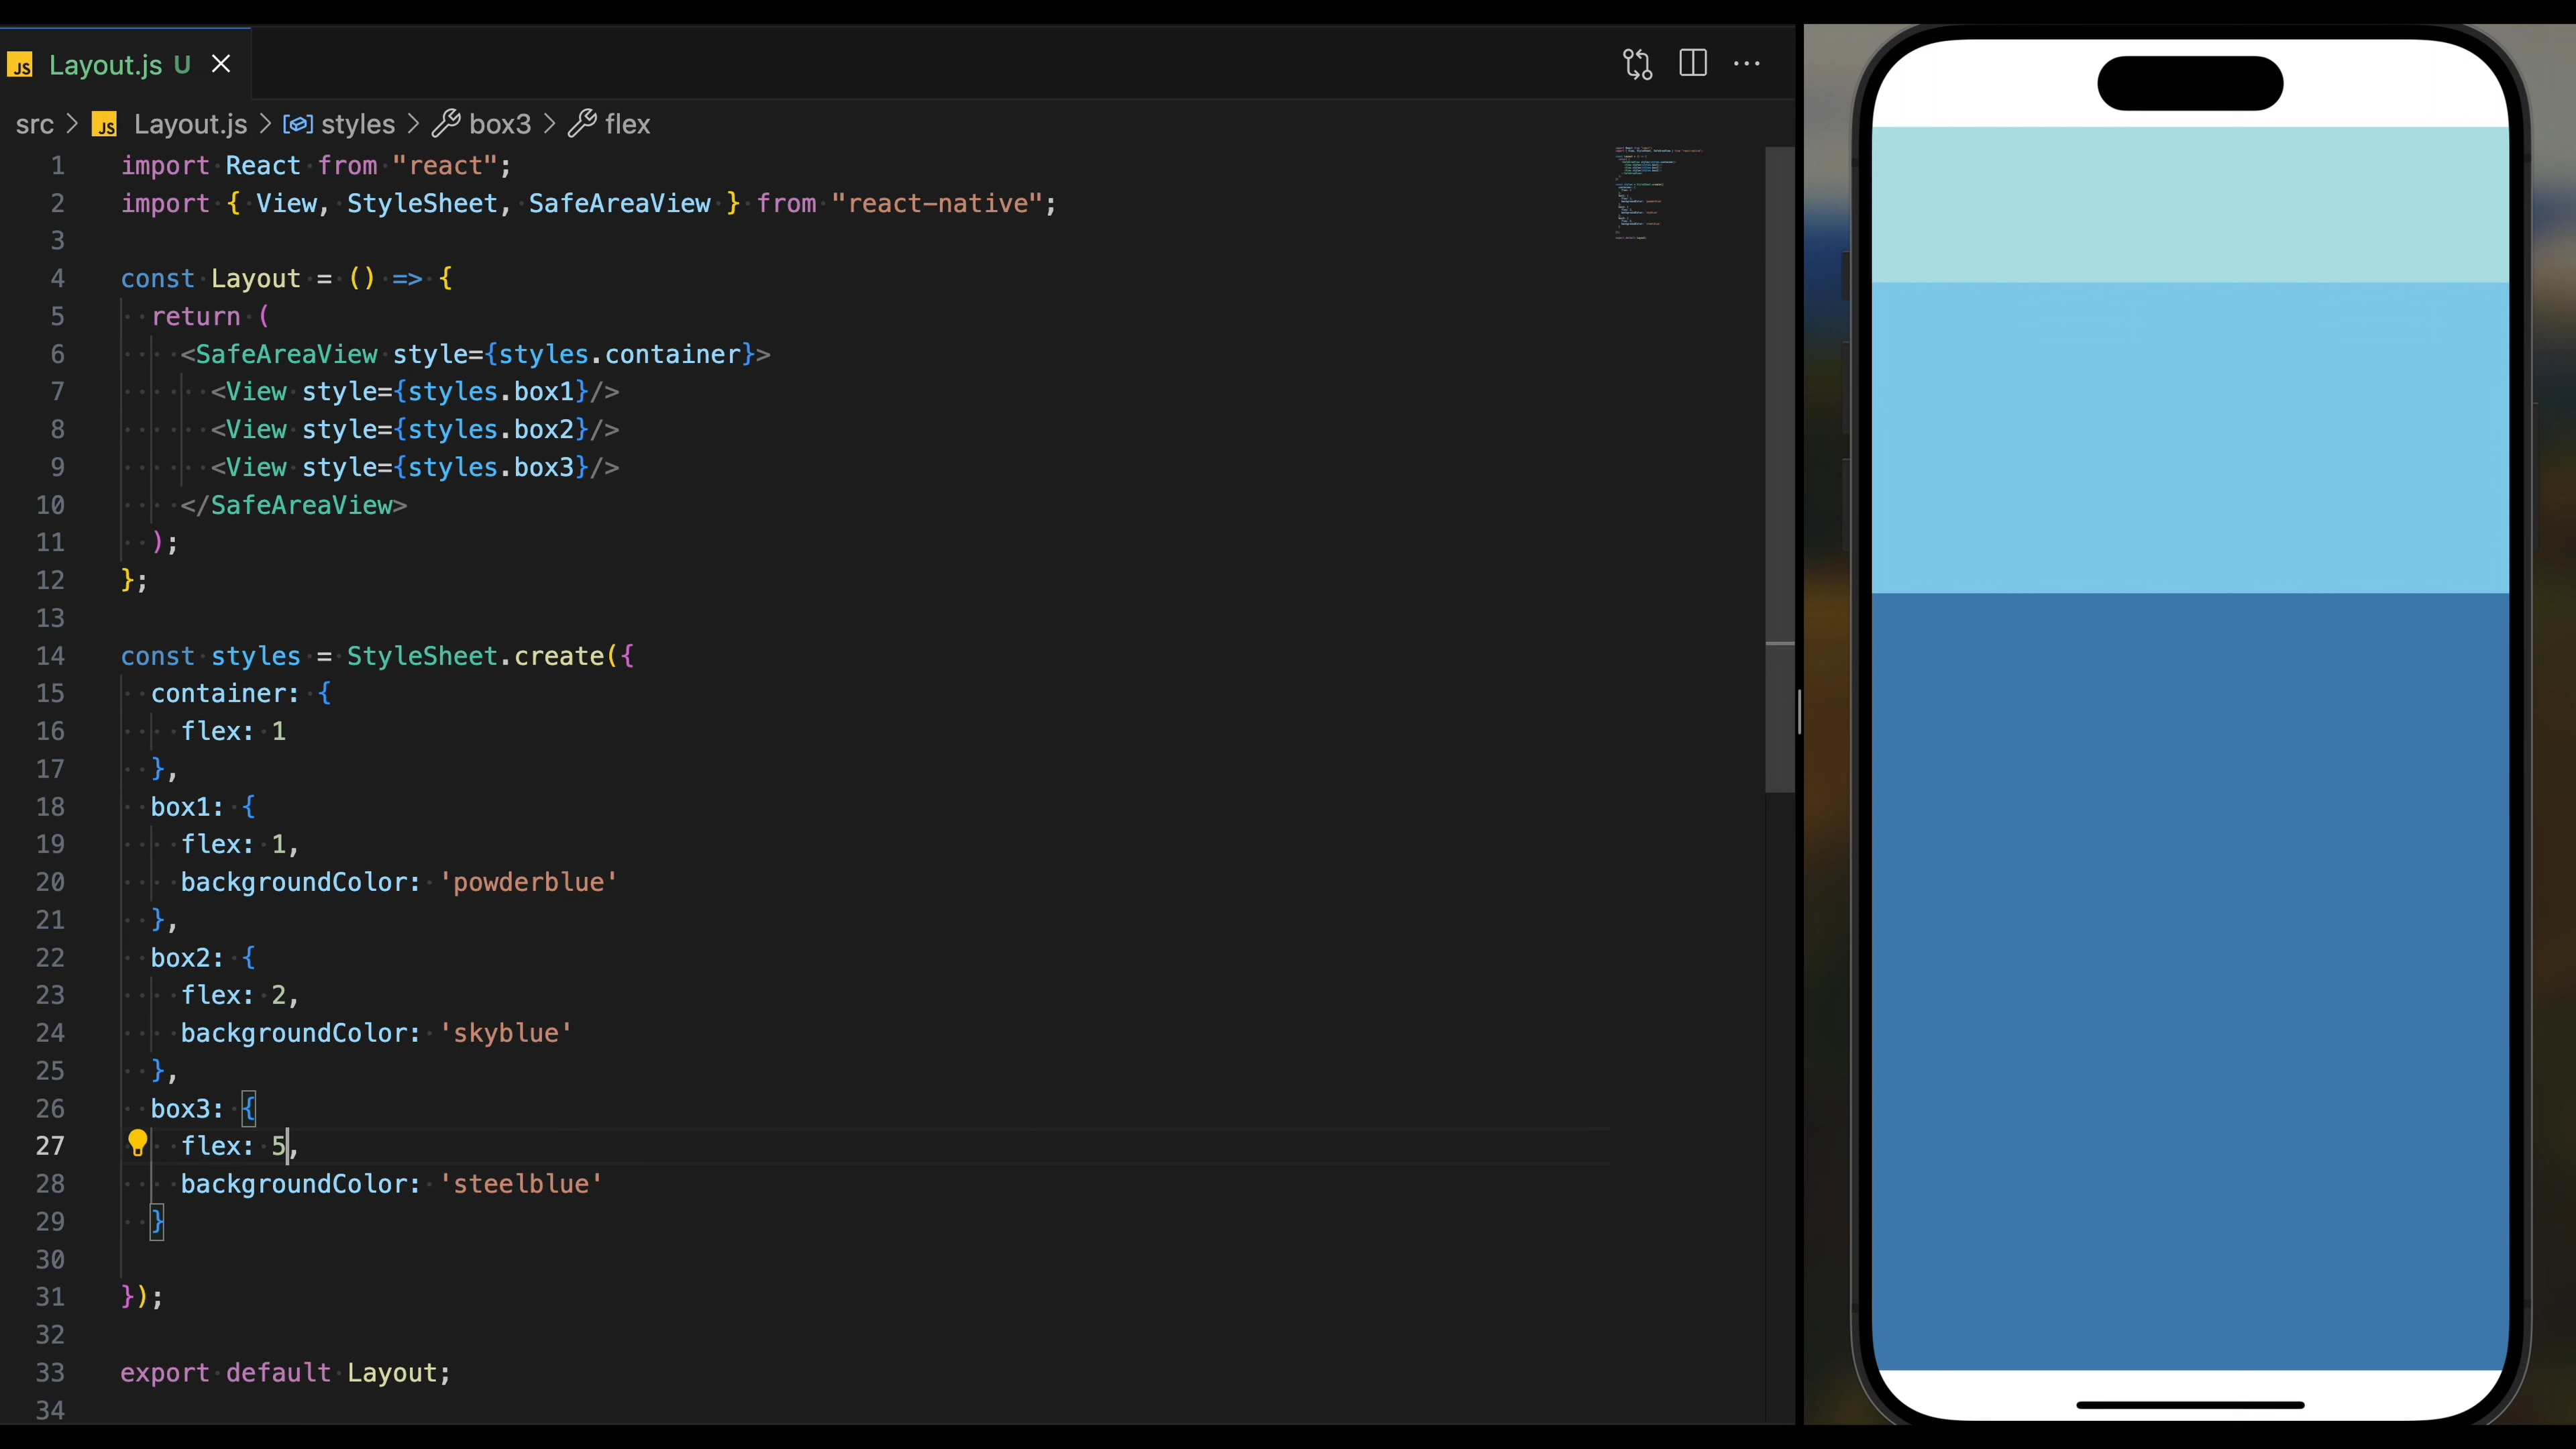 JS Layout.js U
src > JS Layout.js > styles > box3 > flex
1 import React from "react";
2 import { View, StyleSheet, SafeAreaView } from "react-native";
3
4 const Layout = () => {
5   return (
6     <SafeAreaView style={styles.container}>
7       <View style={styles.box1}/>
8       <View style={styles.box2}/>
9       <View style={styles.box3}/>
10     </SafeAreaView>
11   );
12 };
13
14 const styles = StyleSheet.create({
15   container: {
16     flex: 1
17   },
18   box1: {
19     flex: 1,
20     backgroundColor: 'powderblue'
21   },
22   box2: {
23     flex: 2,
24     backgroundColor: 'skyblue'
25   },
26   box3: {
27     flex: 5,
28     backgroundColor: 'steelblue'
29   }
30
31 });
32
33 export default Layout;
34